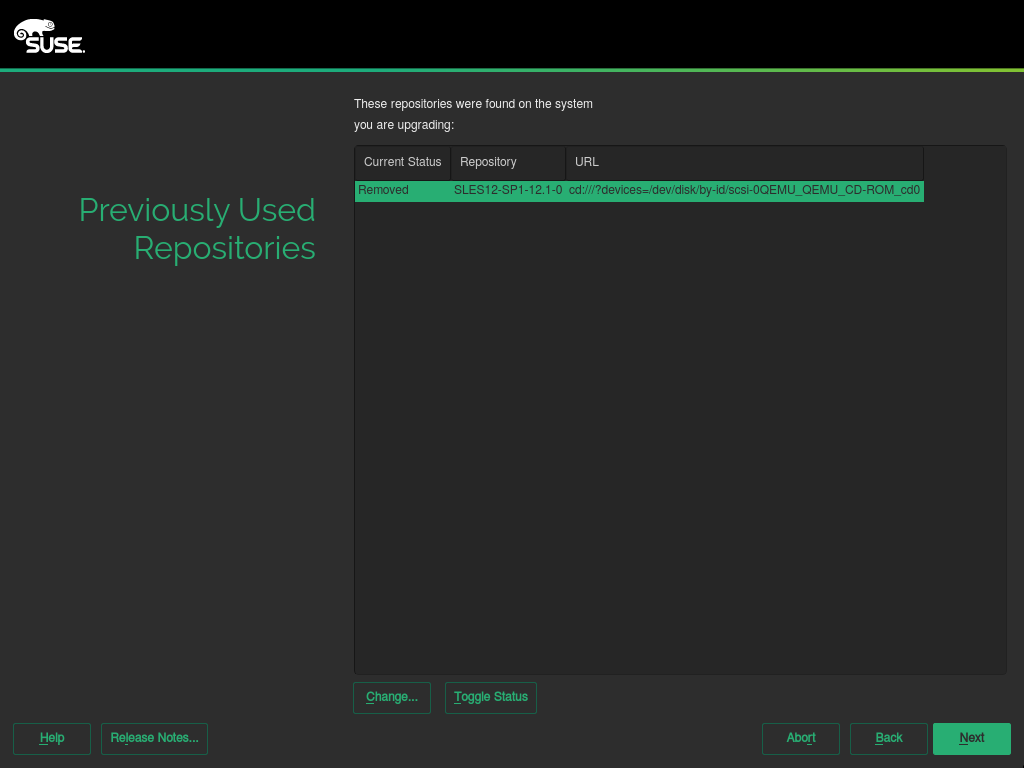 SUSE.
These repositories were found on the system
you are upgrading:
Previously Used
Repositories
Current Status Repository URL
Removed SLES12-SP1-12.1-0 cd:///?devices=/dev/disk/by-id/scsi-0QEMU_QEMU_CD-ROM_cd0
Change... Toggle Status
Help Release Notes... Abort Back Next